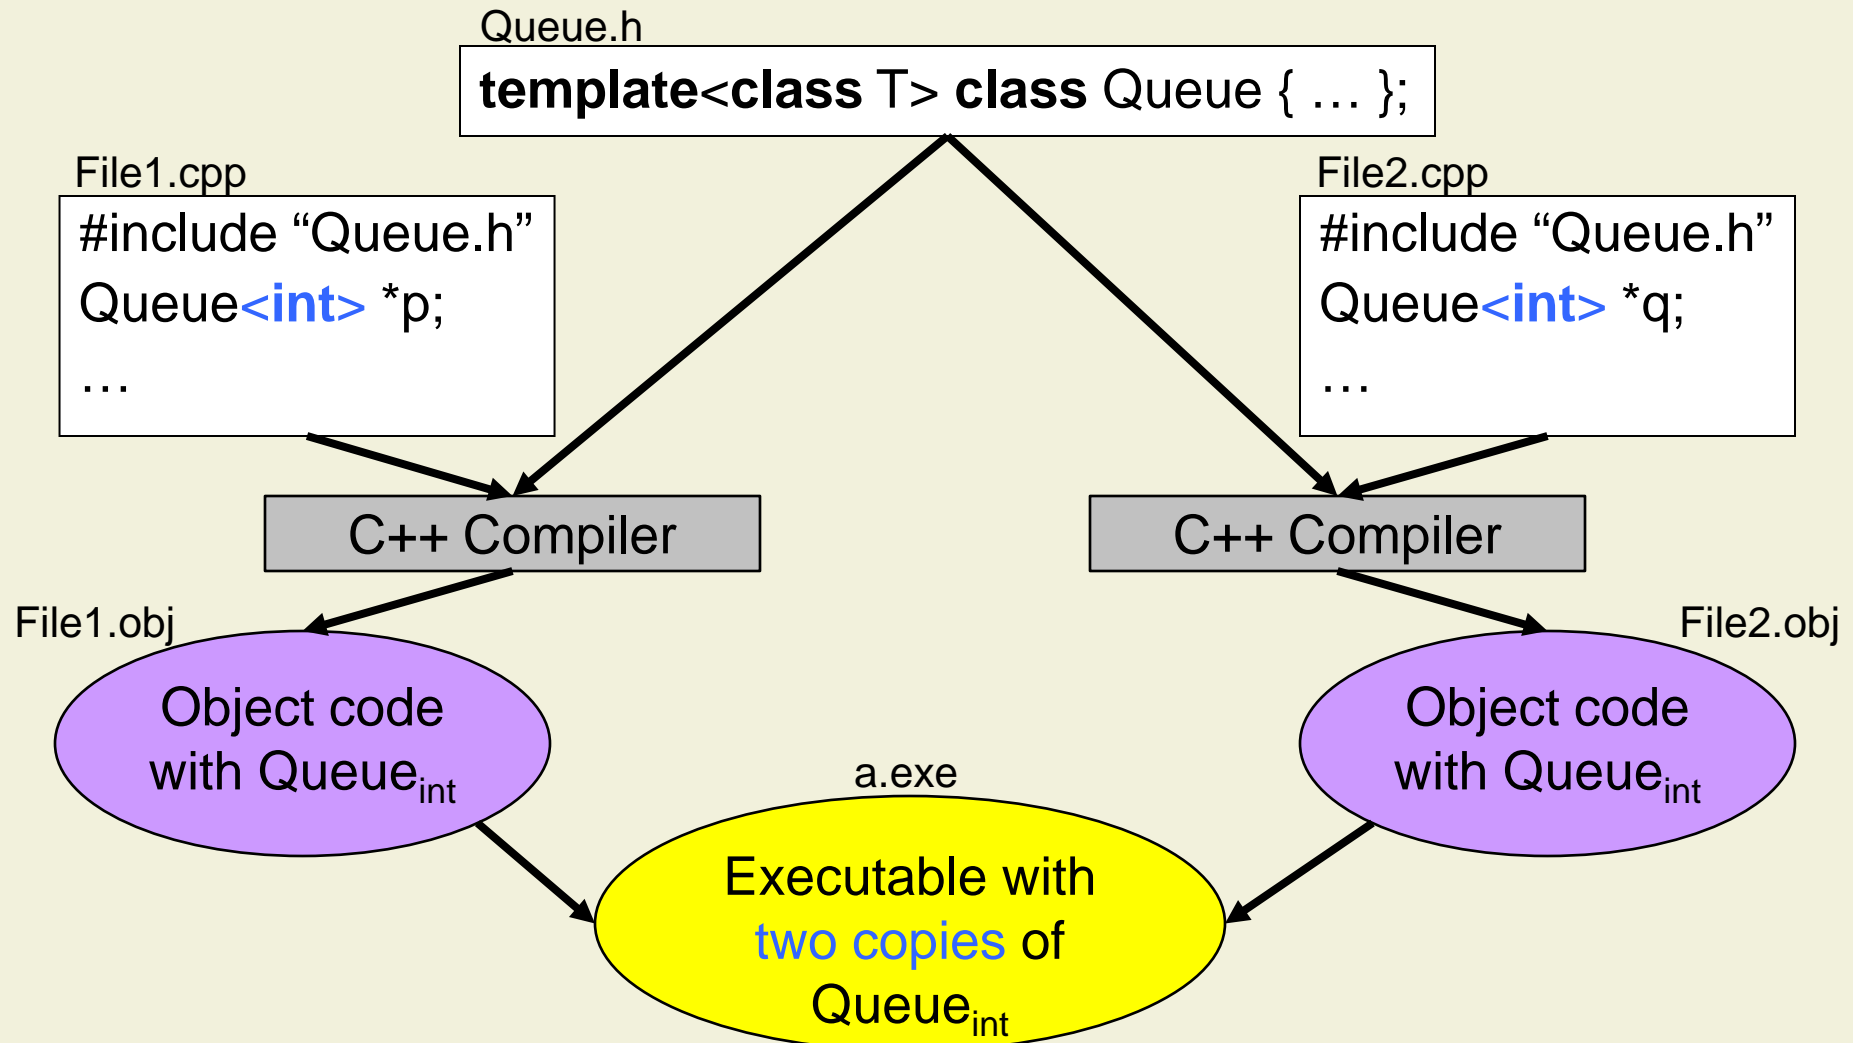 Queue.h
template<class T> class Queue { … };
File1.cpp
#include “Queue.h”
Queue<int> *p;
…
File2.cpp
#include “Queue.h”
Queue<int> *q;
…
C++ Compiler
C++ Compiler
File1.obj
Object code
with Queueint
File2.obj
Object code
with Queueint
a.exe
Executable with
two copies of
Queueint